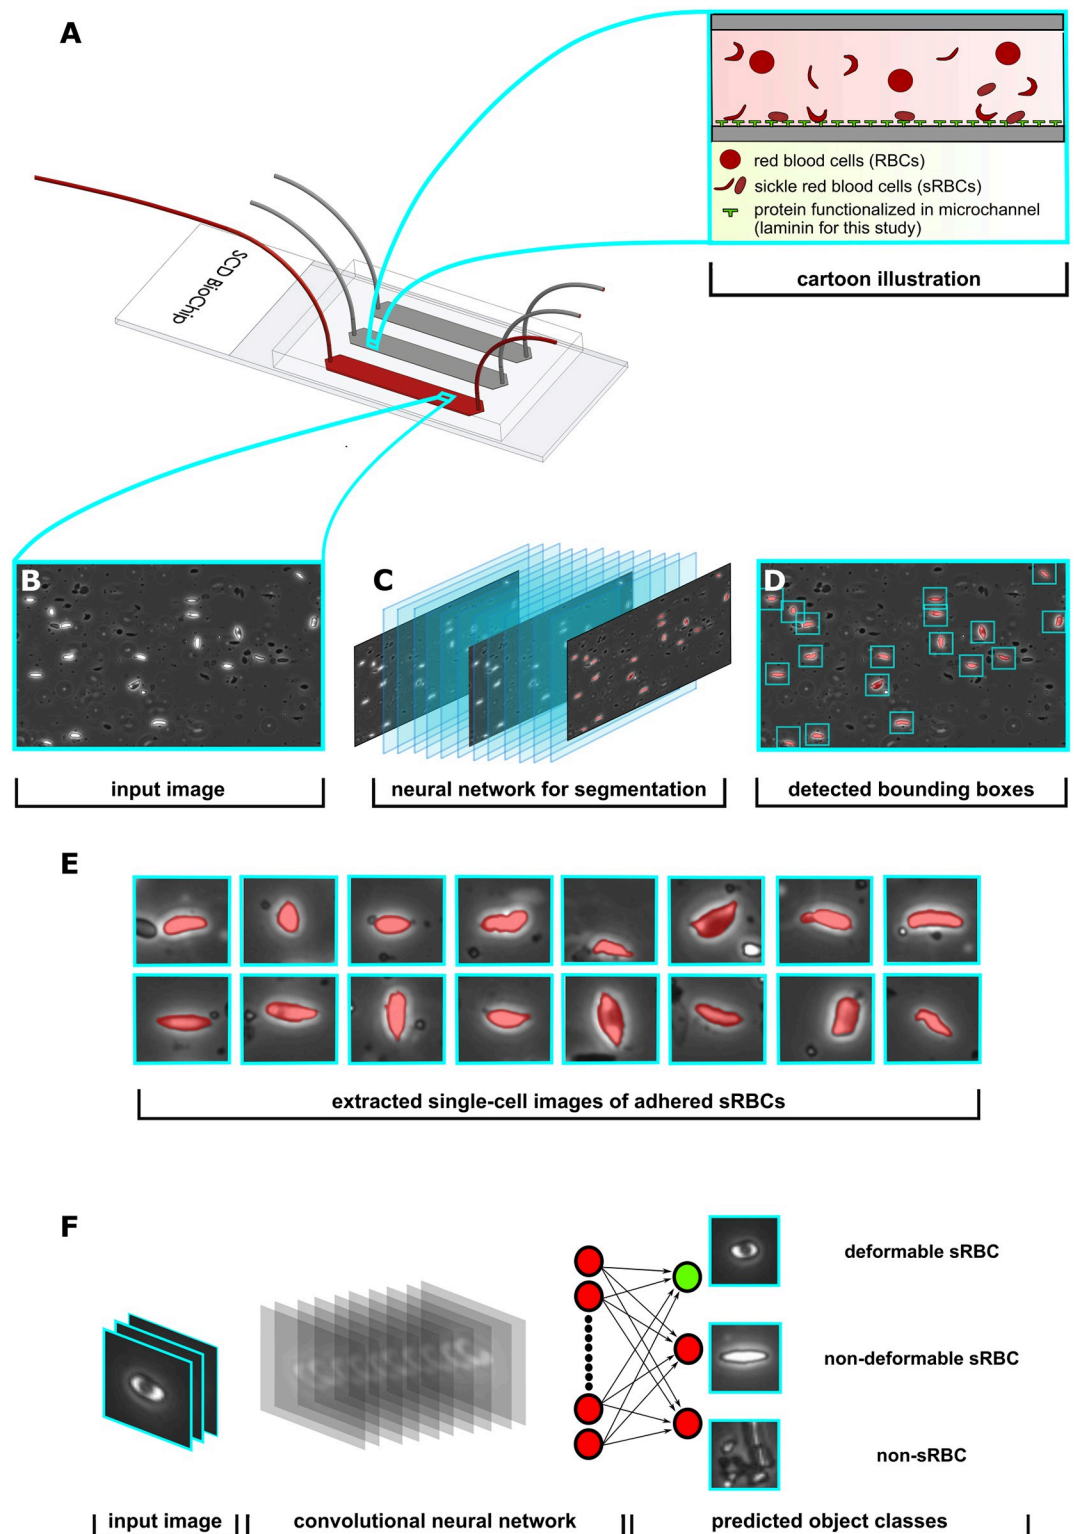 A
red blood cells (RBCs)
sickle red blood cells (sRBCs)
protein functionalized in microchannel
(laminin for this study)
cartoon illustration
SCD BioChip
B
C
D
input image
neural network for segmentation
detected bounding boxes
E
extracted single-cell images of adhered sRBCs
F
deformable sRBC
non-deformable sRBC
non-sRBC
input image
convolutional neural network
predicted object classes